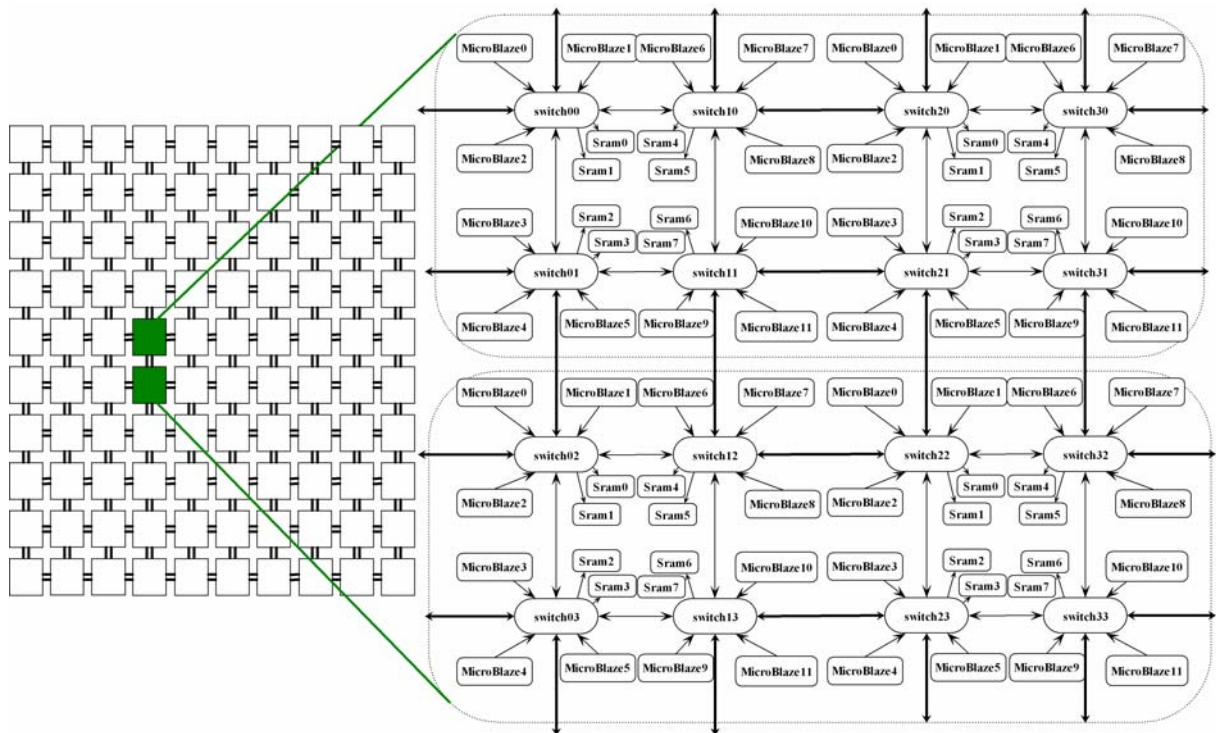 MicroBlaze0 MicroBlaze1 MicroBlaze6 MicroBlaze7 MicroBlaze0 MicroBlaze1 MicroBlaze6 MicroBlaze7
switch00 switch10 switch20 switch30
Sram0 Sram4 Sram0 Sram4
MicroBlaze2 Sram1 Sram5 MicroBlaze8 MicroBlaze2 Sram1 Sram5 MicroBlaze8
MicroBlaze3 Sram2 Sram6 MicroBlaze10 MicroBlaze3 Sram2 Sram6 MicroBlaze10
Sram3 Sram7 Sram3 Sram7
switch01 switch11 switch21 switch31
MicroBlaze4 MicroBlaze5 MicroBlaze9 MicroBlaze11 MicroBlaze4 MicroBlaze5 MicroBlaze9 MicroBlaze11
MicroBlaze0 MicroBlaze1 MicroBlaze6 MicroBlaze7 MicroBlaze0 MicroBlaze1 MicroBlaze6 MicroBlaze7
switch02 switch12 switch22 switch32
Sram0 Sram4 Sram0 Sram4
MicroBlaze2 Sram1 Sram5 MicroBlaze8 MicroBlaze2 Sram1 Sram5 MicroBlaze8
MicroBlaze3 Sram2 Sram6 MicroBlaze10 MicroBlaze3 Sram2 Sram6 MicroBlaze10
Sram3 Sram7 Sram3 Sram7
switch03 switch13 switch23 switch33
MicroBlaze4 MicroBlaze5 MicroBlaze9 MicroBlaze11 MicroBlaze4 MicroBlaze5 MicroBlaze9 MicroBlaze11